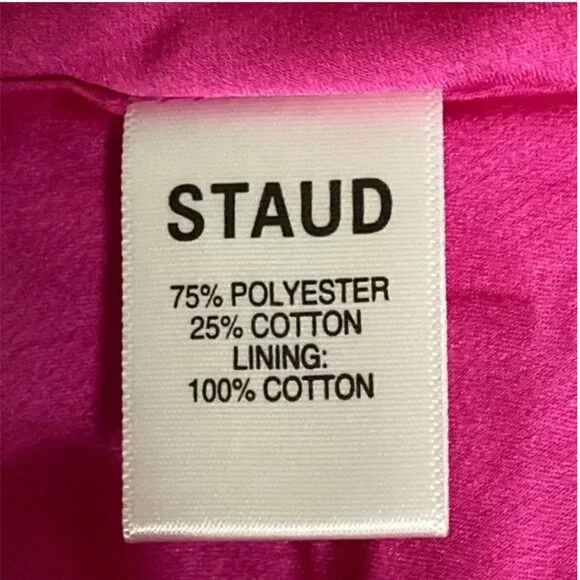 STAUD
75% POLYESTER
25% COTTON
LINING:
100% COTTON